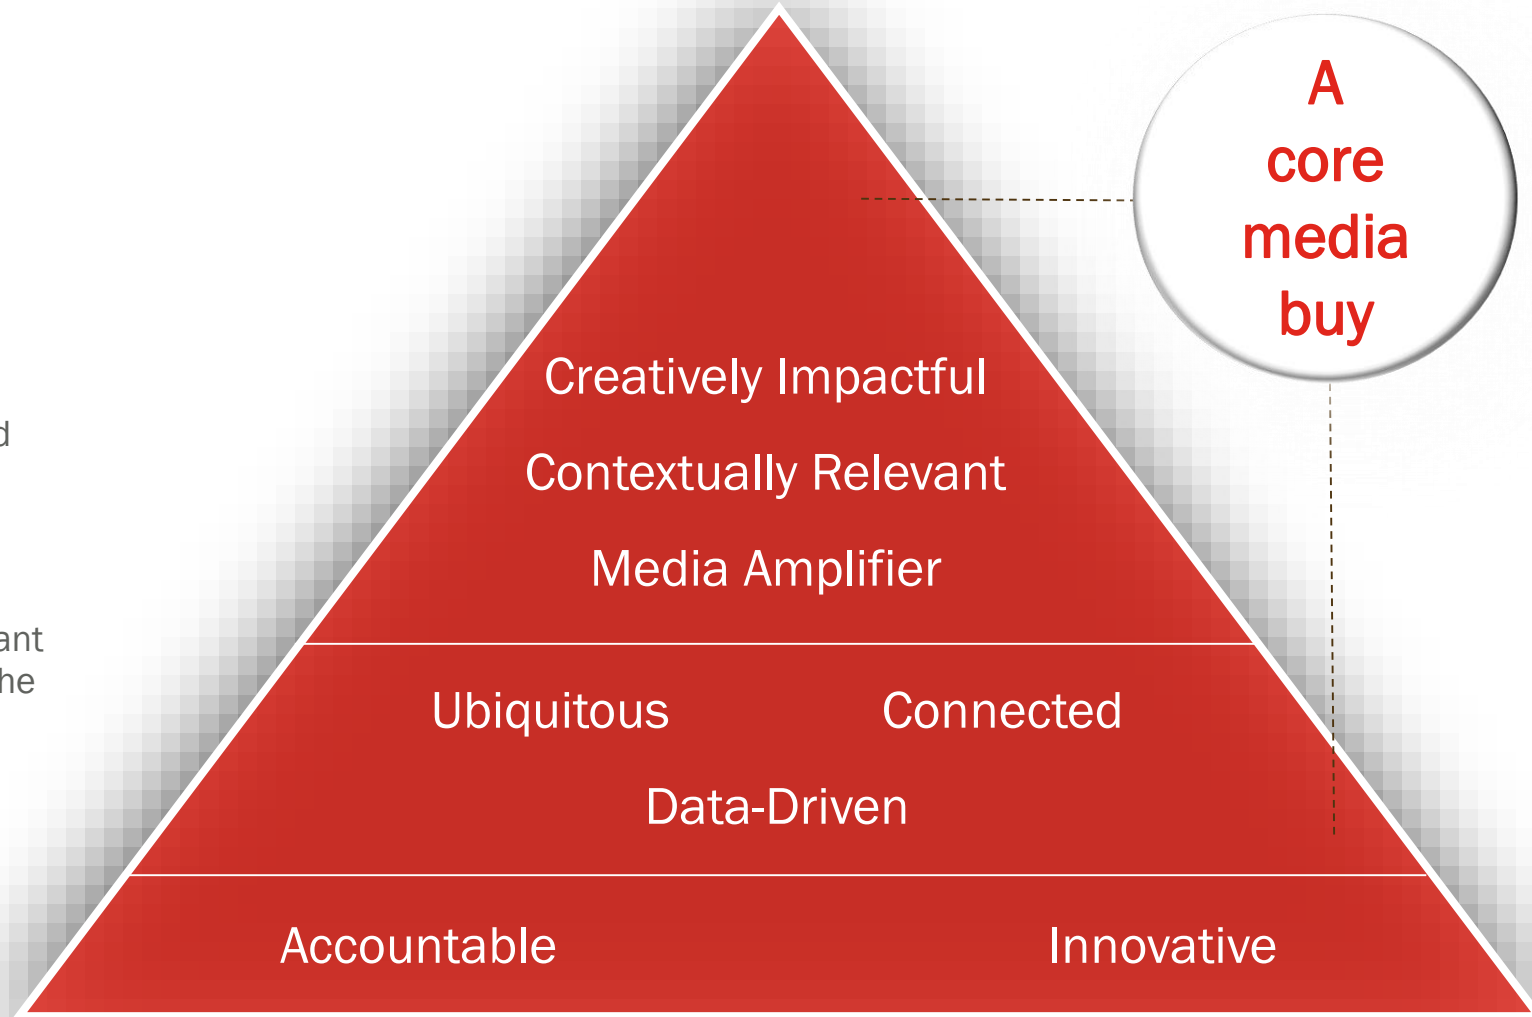 A
core
media
buy
Creatively Impactful
Contextually Relevant
Media Amplifier
Ubiquitous Connected
Data-Driven
Accountable Innovative